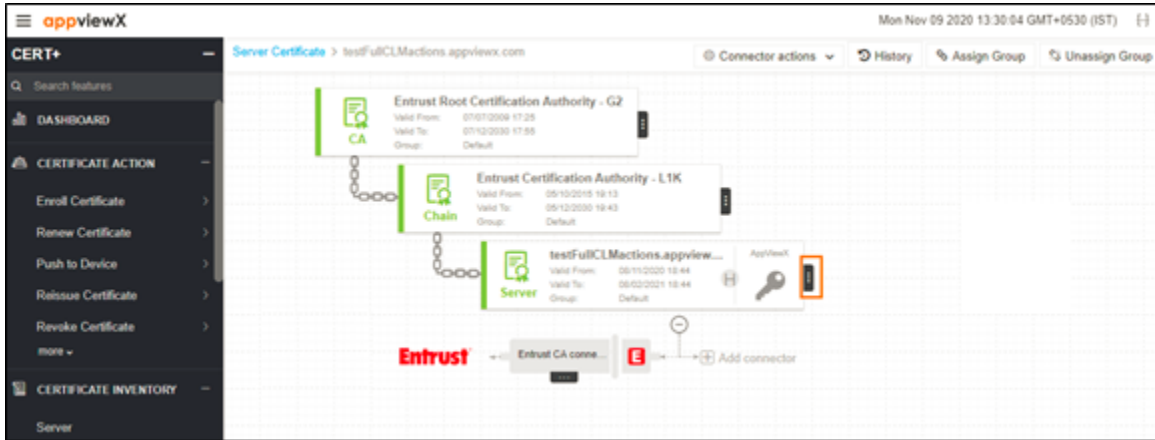 appviewX
Mon Nov 09 2020 13:30:04 GMT+0530 (IST)
CERT+
Server Certificate > testFullCLMactions.appviewx.com
Connector actions
History
Assign Group
Unassign Group
Search features
DASHBOARD
CERTIFICATE ACTION
Enroll Certificate
Renew Certificate
Push to Device
Reissue Certificate
Revoke Certificate
more
CERTIFICATE INVENTORY
Server
Entrust Root Certification Authority - G2
Valid From: 07/07/2009 17:25
Valid To: 07/12/2030 17:55
Group: Default
CA
Entrust Certification Authority - L1K
Valid From: 05/10/2015 19:13
Valid To: 05/12/2030 19:43
Group: Default
Chain
testFullCLMactions.appview....
Valid From: 08/11/2020 18:44
Valid To: 08/02/2021 18:44
Group: Default
Server
AppViewX
Entrust
Entrust CA conne...
E
Add connector